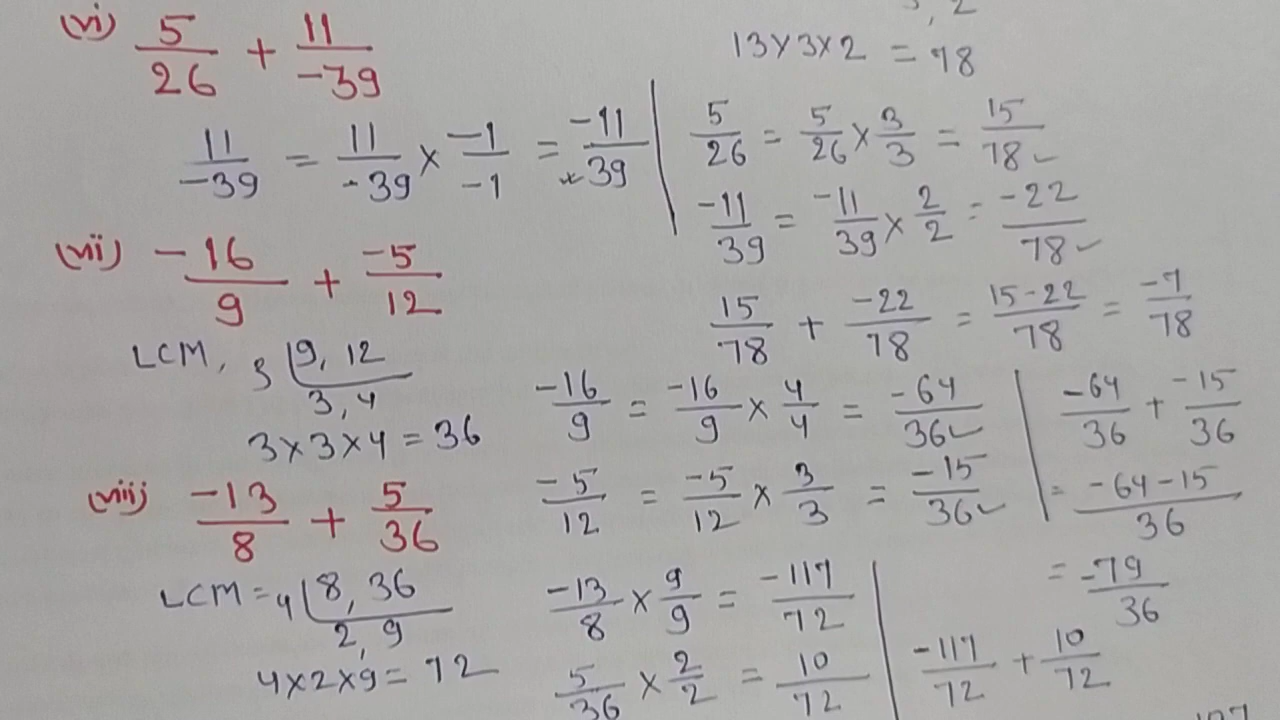 (vi) 5/26 + 11/-39
11/-39 = 11/-39 × -1/-1 = -11/39
, 2
13×3×2 = 78
5/26 = 5/26 × 3/3 = 15/78 ✓
-11/39 = -11/39 × 2/2 = -22/78 ✓
15/78 + -22/78 = 15-22/78 = -7/78
(vii) -16/9 + -5/12
LCM, 3 | 9, 12
3, 4
3×3×4 = 36
-16/9 = -16/9 × 4/4 = -64/36 ✓
-5/12 = -5/12 × 3/3 = -15/36 ✓
-64/36 + -15/36
= -64-15/36
= -79/36
(viii) -13/8 + 5/36
LCM = 4 | 8, 36
2, 9
4×2×9 = 72
-13/8 × 9/9 = -117/72
5/36 × 2/2 = 10/72
-117/72 + 10/72